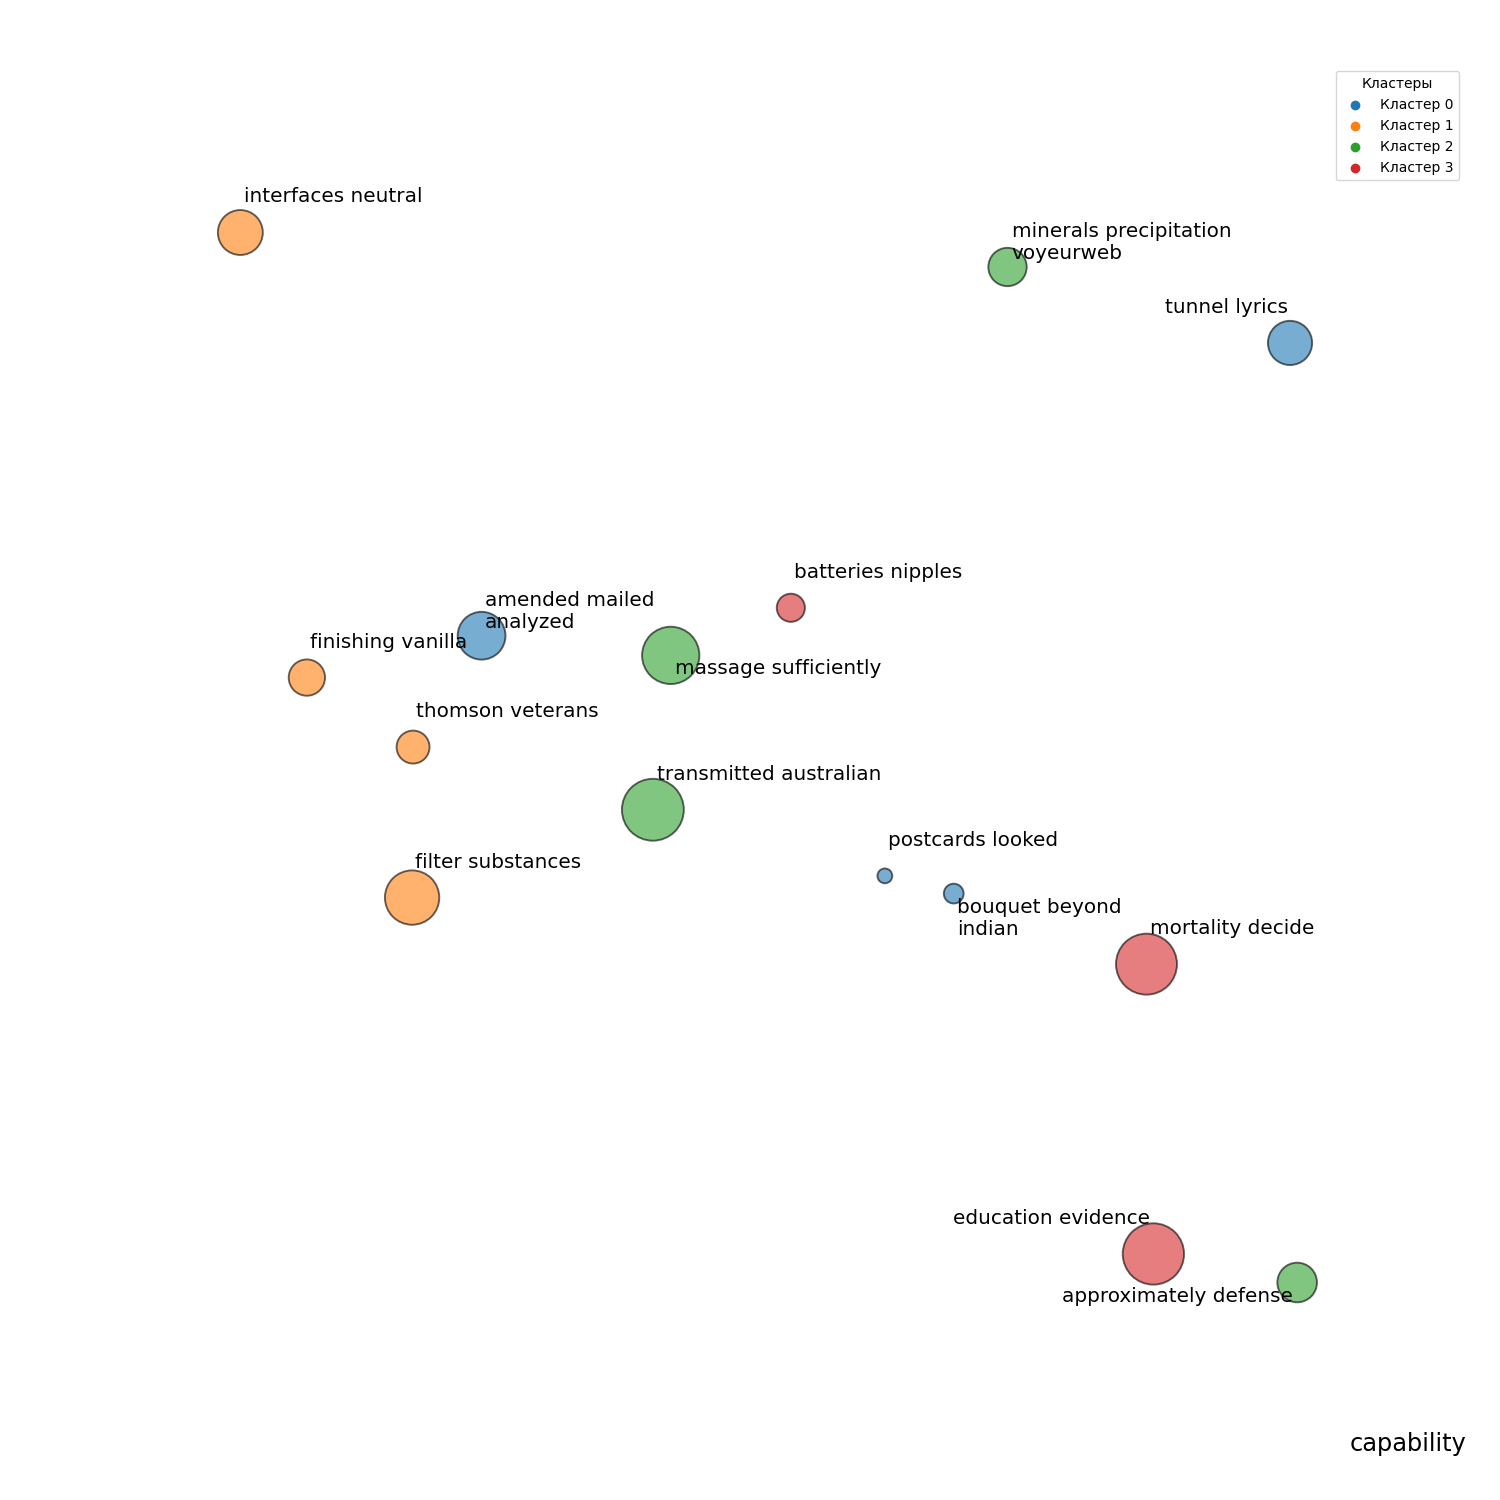 Кластеры
Кластер 0
Кластер 1
Кластер 2
Кластер 3
interfaces neutral
minerals precipitation
voyeurweb
tunnel lyrics
batteries nipples
amended mailed
analyzed
finishing vanilla
massage sufficiently
thomson veterans
transmitted australian
postcards looked
filter substances
bouquet beyond
indian
mortality decide
education evidence
approximately defense
capability